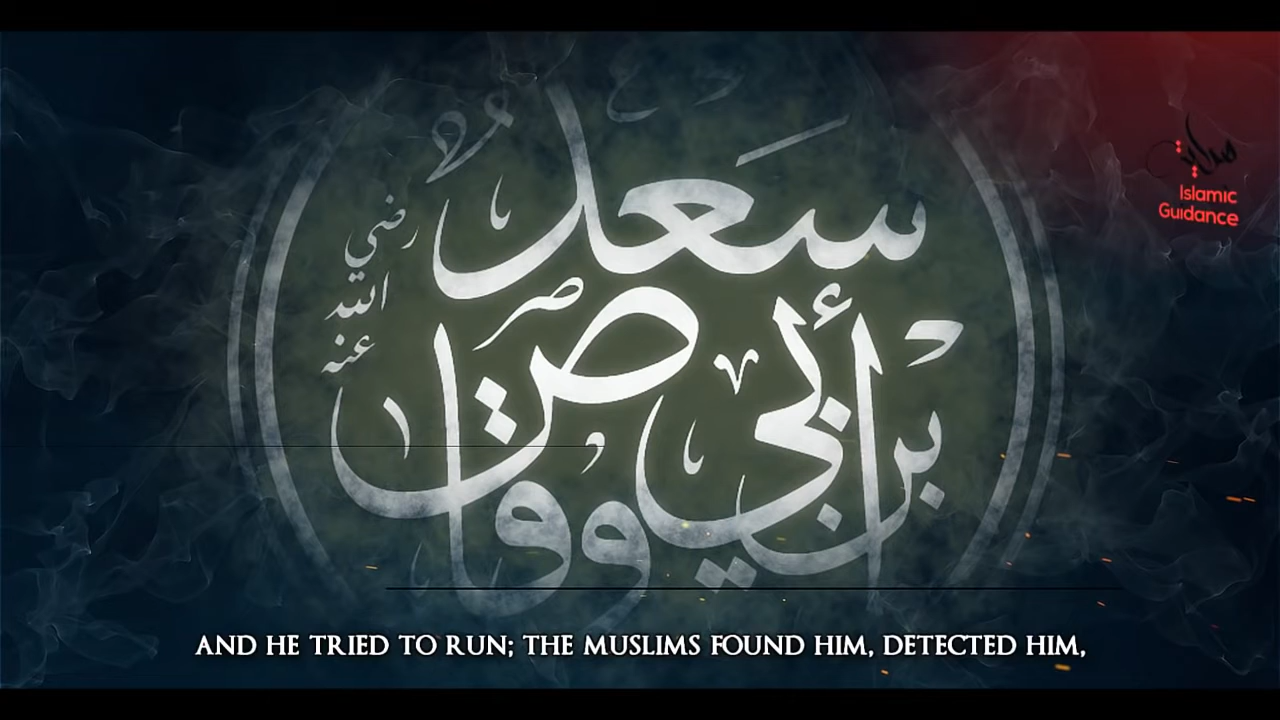 سعد
بن أبي وقاص
رضي
الله
عنه
هداية
Islamic
Guidance
AND HE TRIED TO RUN; THE MUSLIMS FOUND HIM, DETECTED HIM,